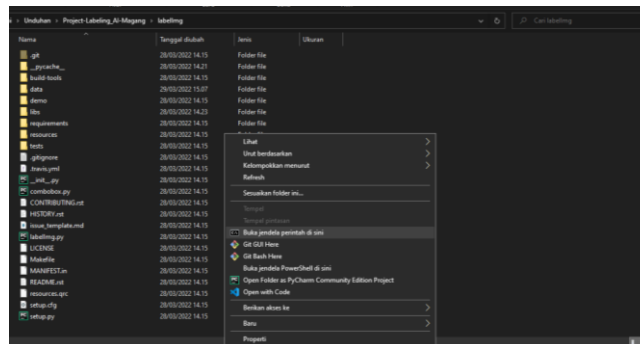 Unduhan > Project-Labeling_AI-Magang > labelImg
Cari labelImg
Nama Tanggal diubah Jenis Ukuran
.git 28/03/2022 14.15 Folder file
__pycache__ 28/03/2022 14.21 Folder file
build-tools 28/03/2022 14.15 Folder file
data 29/03/2022 15.07 Folder file
demo 28/03/2022 14.15 Folder file
libs 28/03/2022 14.23 Folder file
requirements 28/03/2022 14.15 Folder file
resources 28/03/2022 14.15
tests 28/03/2022 14.15
.gitignore 28/03/2022 14.15
.travis.yml 28/03/2022 14.15
__init__.py 28/03/2022 14.15
combobox.py 28/03/2022 14.15
CONTRIBUTING.rst 28/03/2022 14.15
HISTORY.rst 28/03/2022 14.15
issue_template.md 28/03/2022 14.15
labelImg.py 28/03/2022 14.15
LICENSE 28/03/2022 14.15
Makefile 28/03/2022 14.15
MANIFEST.in 28/03/2022 14.15
README.rst 28/03/2022 14.15
resources.qrc 28/03/2022 14.15
setup.cfg 28/03/2022 14.15
setup.py 28/03/2022 14.15
Lihat
Urut berdasarkan
Kelompokkan menurut
Refresh
Sesuaikan folder ini...
Tempel
Tempel pintasan
Buka jendela perintah di sini
Git GUI Here
Git Bash Here
Buka jendela PowerShell di sini
Open Folder as PyCharm Community Edition Project
Open with Code
Berikan akses ke
Baru
Properti